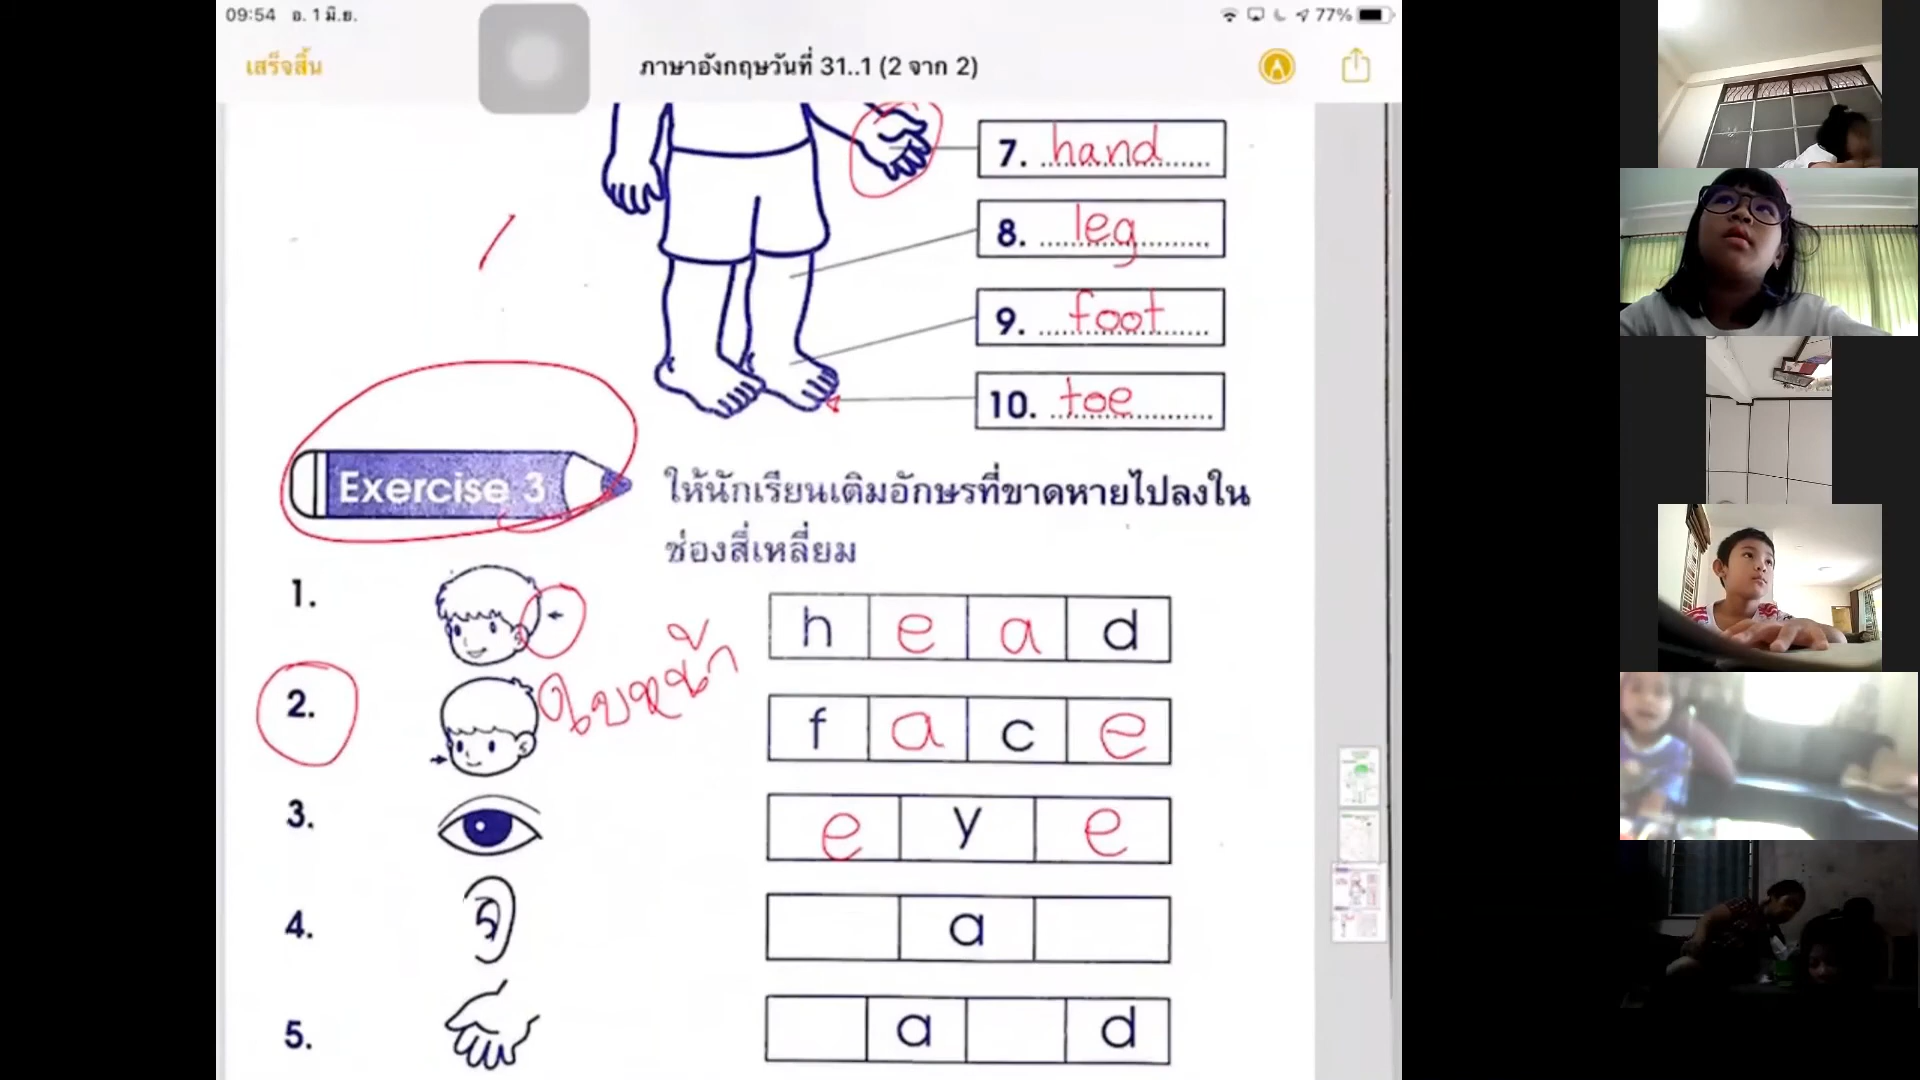 09:54 อ. 1 มิ.ย.
77%
เสร็จสิ้น
ภาษาอังกฤษวันที่ 31..1 (2 จาก 2)
7. hand
8. leg
9. foot
10. toe
Exercise 3
ให้นักเรียนเติมอักษรที่ขาดหายไปลงใน
ช่องสี่เหลี่ยม
1. h e a d
2. ใบหน้า f a c e
3. e y e
4. a
5. a d